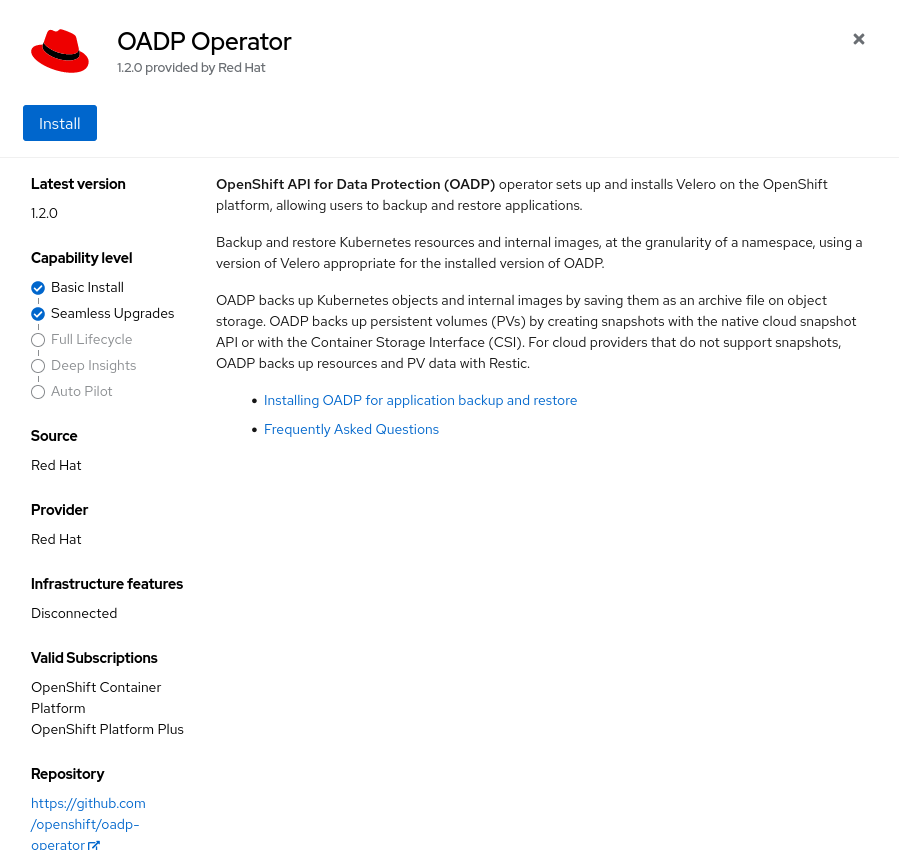 OADP Operator
1.2.0 provided by Red Hat
Install
Latest version
1.2.0
Capability level
Basic Install
Seamless Upgrades
Full Lifecycle
Deep Insights
Auto Pilot
Source
Red Hat
Provider
Red Hat
Infrastructure features
Disconnected
Valid Subscriptions
OpenShift Container
Platform
OpenShift Platform Plus
Repository
https://github.com
/openshift/oadp-
operator
OpenShift API for Data Protection (OADP) operator sets up and installs Velero on the OpenShift
platform, allowing users to backup and restore applications.
Backup and restore Kubernetes resources and internal images, at the granularity of a namespace, using a
version of Velero appropriate for the installed version of OADP.
OADP backs up Kubernetes objects and internal images by saving them as an archive file on object
storage. OADP backs up persistent volumes (PVs) by creating snapshots with the native cloud snapshot
API or with the Container Storage Interface (CSI). For cloud providers that do not support snapshots,
OADP backs up resources and PV data with Restic.
• Installing OADP for application backup and restore
• Frequently Asked Questions